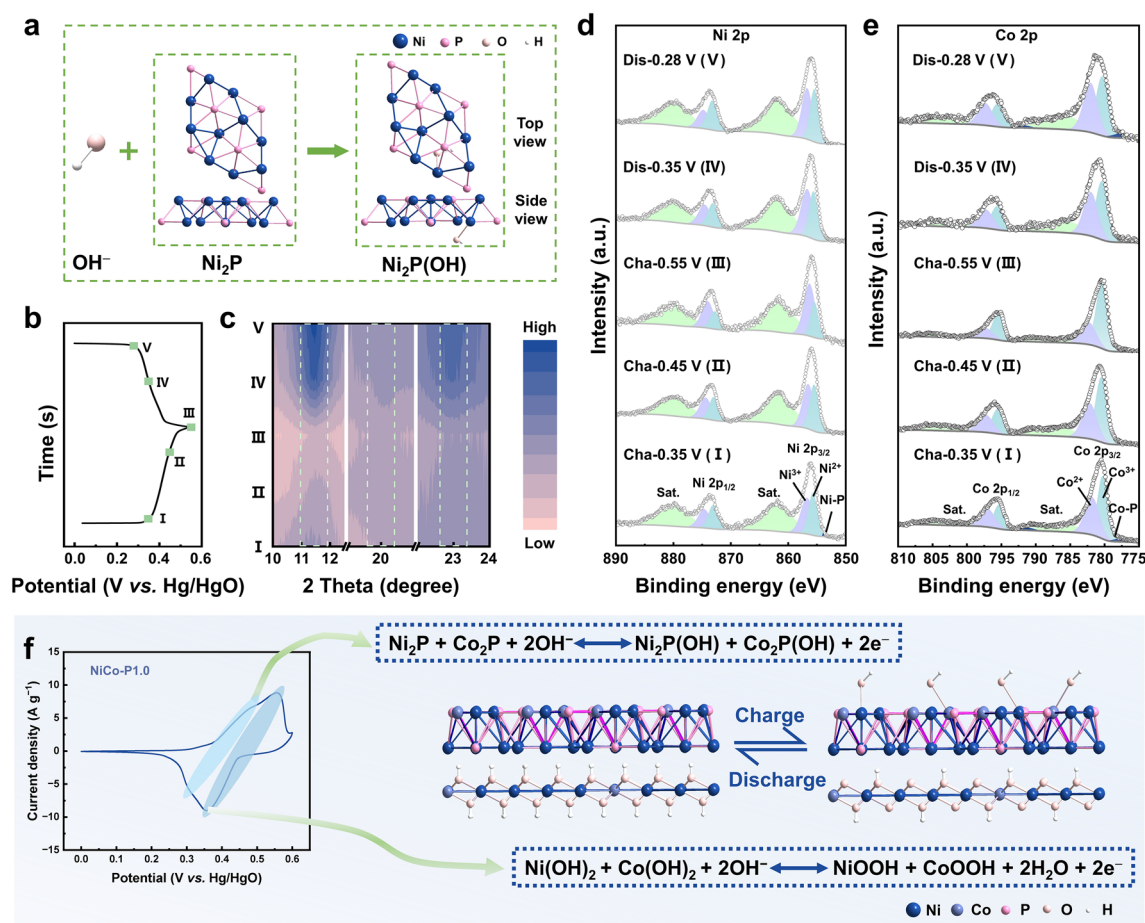 a
Ni P O H
Top
view
Side
view
OH⁻
Ni₂P
Ni₂P(OH)
b
V
IV
III
II
I
Time (s)
0.0 0.2 0.4 0.6
Potential (V vs. Hg/HgO)
c
V
IV
III
II
I
10 11 12 20 23 24
2 Theta (degree)
High
Low
d
Ni 2p
Dis-0.28 V (V)
Dis-0.35 V (IV)
Cha-0.55 V (III)
Cha-0.45 V (II)
Cha-0.35 V (I)
Ni 2p₃/₂
Ni³⁺
Ni²⁺
Ni 2p₁/₂
Sat.
Sat.
Ni-P
Intensity (a.u.)
890 880 870 860 850
Binding energy (eV)
e
Co 2p
Dis-0.28 V (V)
Dis-0.35 V (IV)
Cha-0.55 V (III)
Cha-0.45 V (II)
Cha-0.35 V (I)
Co 2p₃/₂
Co²⁺
Co³⁺
Co 2p₁/₂
Sat.
Sat.
Co-P
Intensity (a.u.)
810 805 800 795 790 785 780 775
Binding energy (eV)
f
NiCo-P1.0
15
10
5
0
−5
−10
−15
Current density (A g⁻¹)
0.0 0.1 0.2 0.3 0.4 0.5 0.6
Potential (V vs. Hg/HgO)
Ni₂P + Co₂P + 2OH⁻ ⟷ Ni₂P(OH) + Co₂P(OH) + 2e⁻
Charge
Discharge
Ni(OH)₂ + Co(OH)₂ + 2OH⁻ ⟷ NiOOH + CoOOH + 2H₂O + 2e⁻
Ni Co P O H